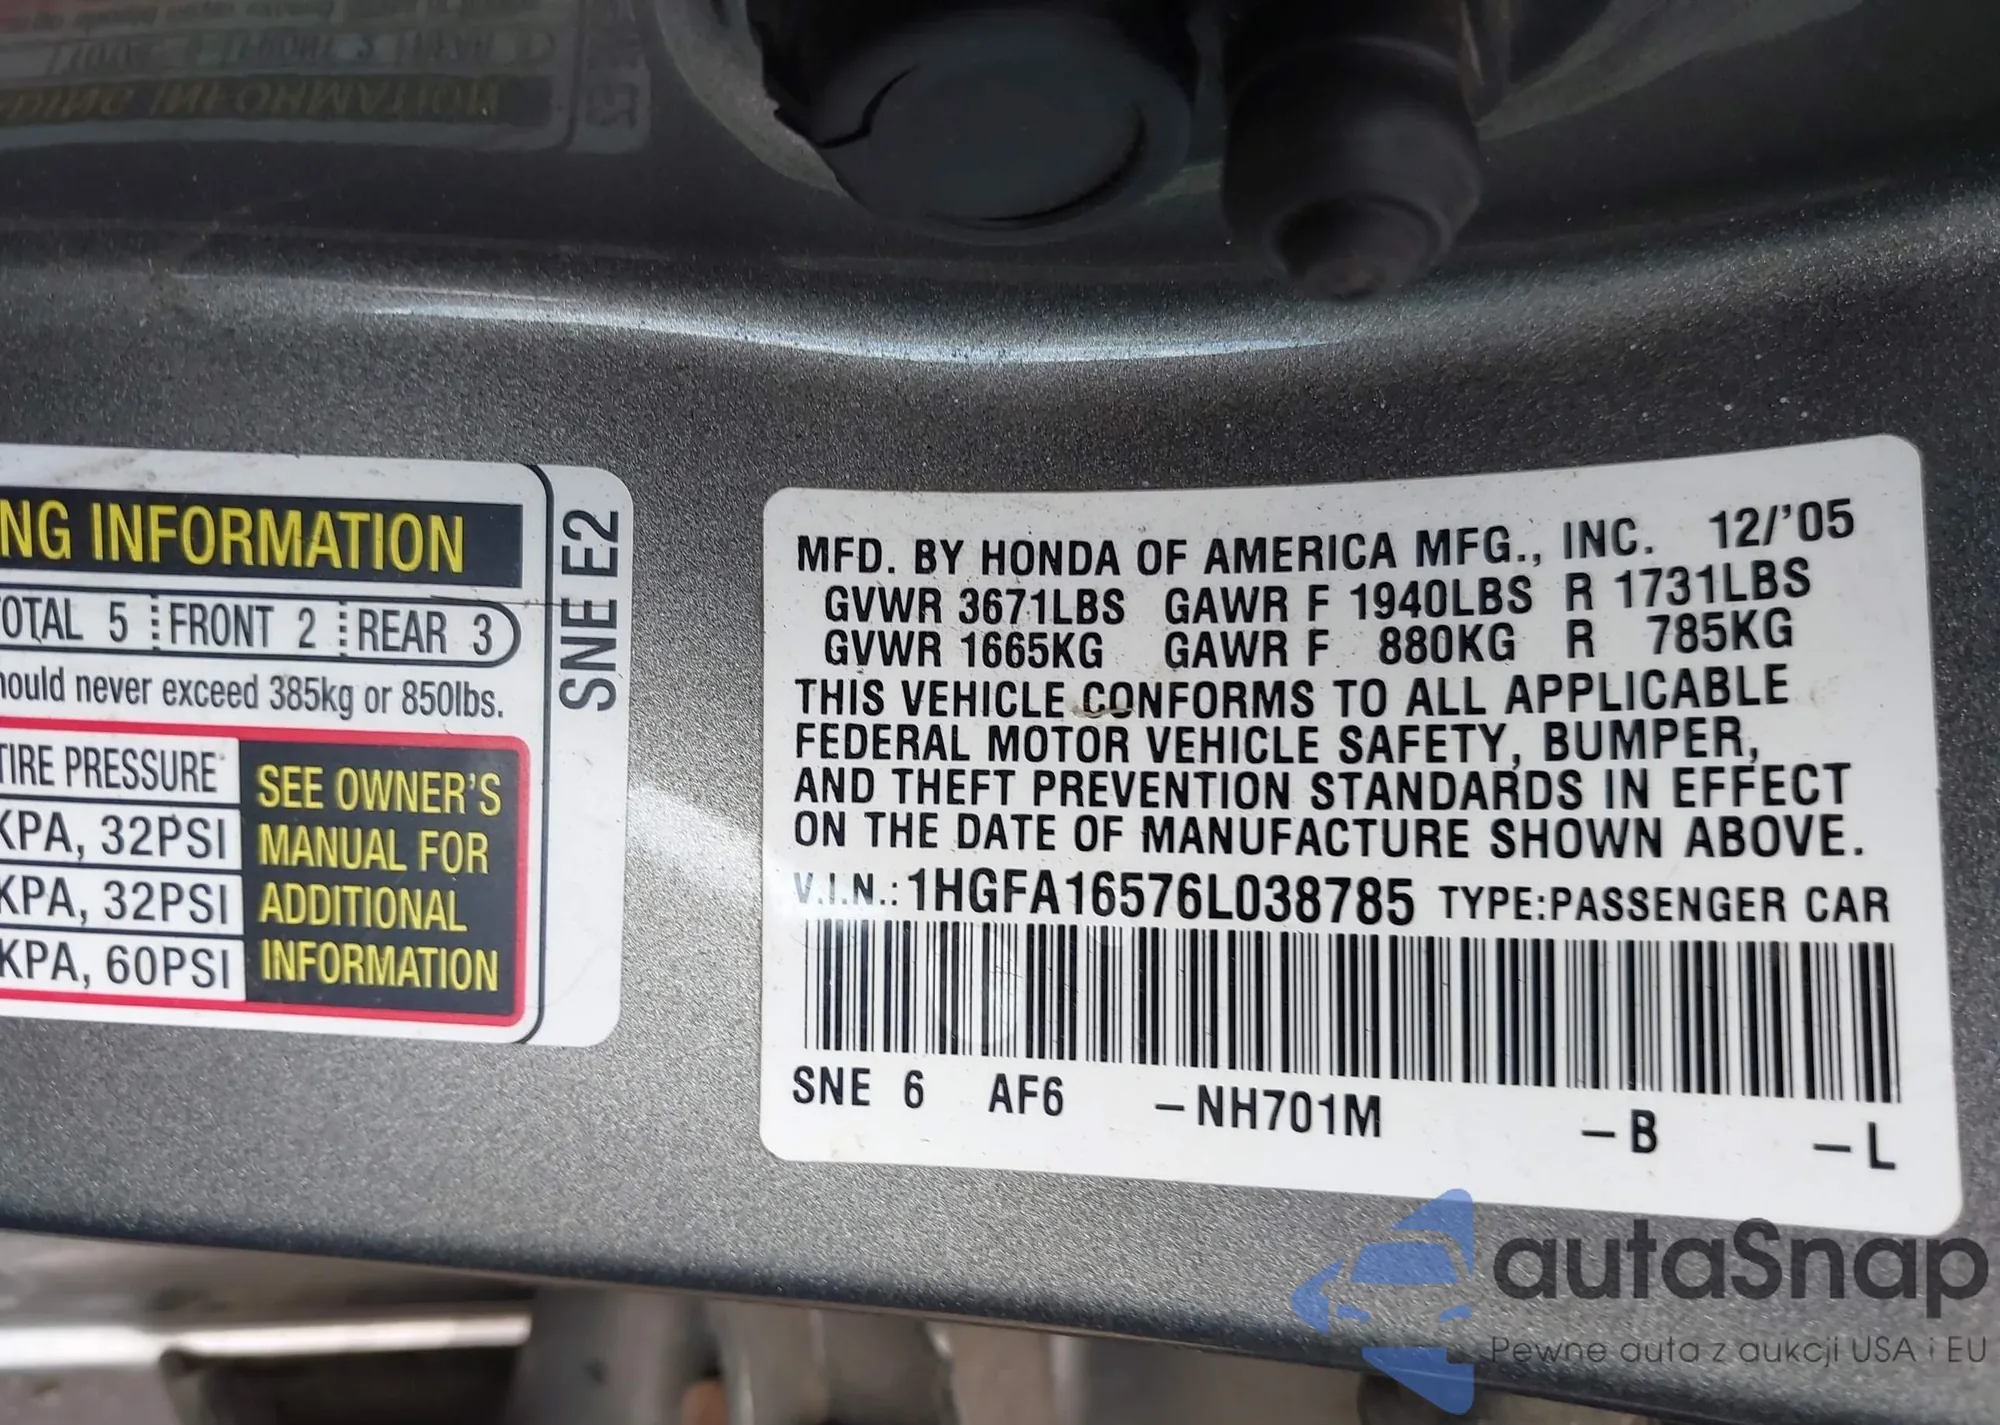 NG INFORMATION
OTAL 5 FRONT 2 REAR 3
hould never exceed 385kg or 850lbs.
TIRE PRESSURE
KPA, 32PSI
KPA, 32PSI
KPA, 60PSI
SEE OWNER'S
MANUAL FOR
ADDITIONAL
INFORMATION
SNE E2
MFD. BY HONDA OF AMERICA MFG., INC. 12/'05
GVWR 3671LBS GAWR F 1940LBS R 1731LBS
GVWR 1665KG GAWR F 880KG R 785KG
THIS VEHICLE CONFORMS TO ALL APPLICABLE
FEDERAL MOTOR VEHICLE SAFETY, BUMPER,
AND THEFT PREVENTION STANDARDS IN EFFECT
ON THE DATE OF MANUFACTURE SHOWN ABOVE.
V.I.N.: 1HGFA16576L038785 TYPE:PASSENGER CAR
SNE 6 AF6 -NH701M -B -L
autaSnap
Pewne auta z aukcji USA i EU